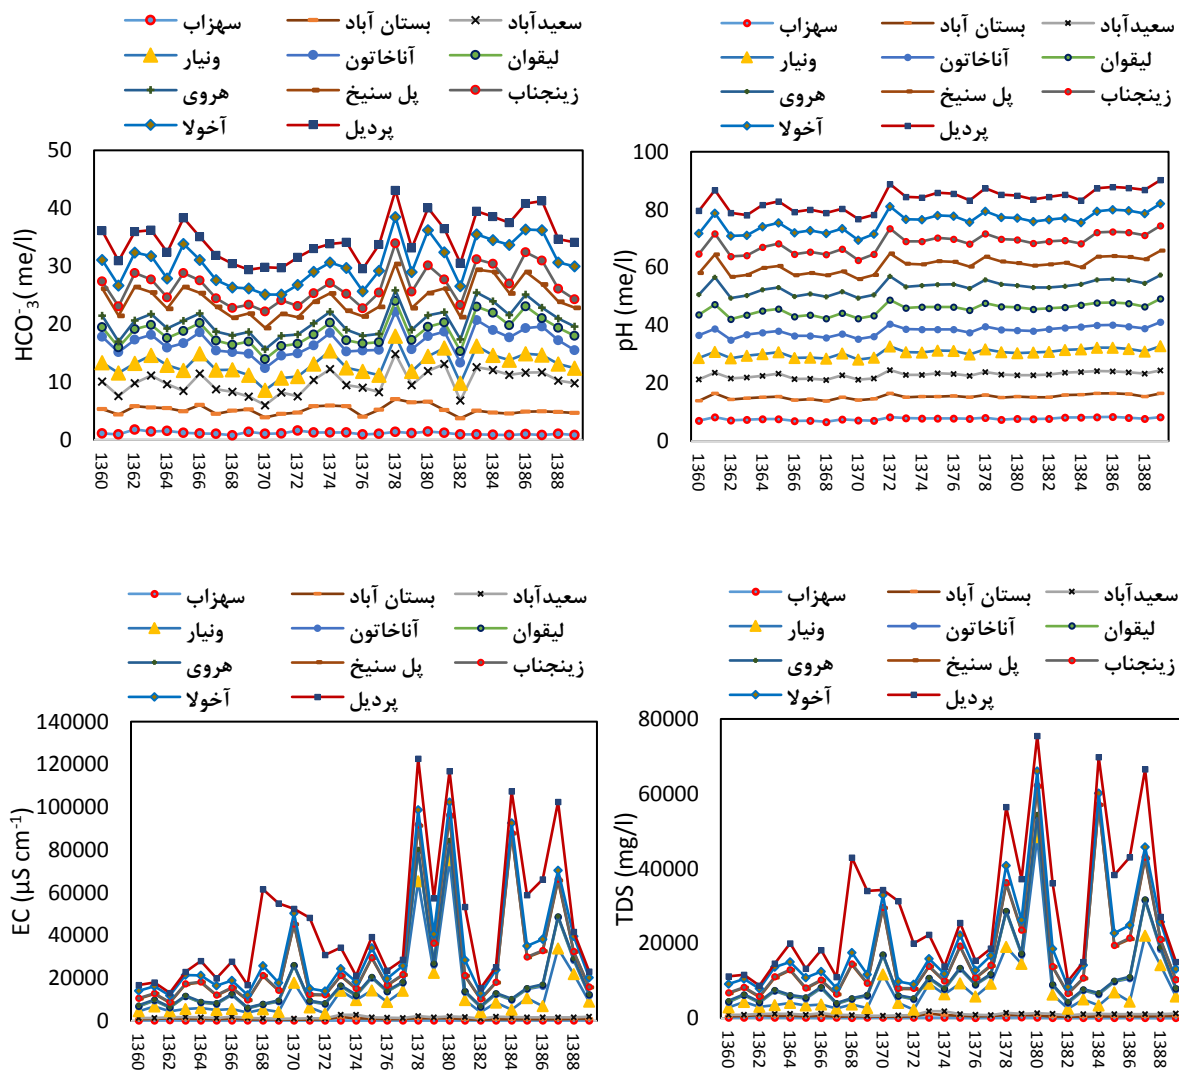 سهزاب بستان آباد سعیدآباد
ونیار آناخاتون لیقوان
هروی پل سنیخ زینجناب
آخولا پردیل
HCO⁻₃( me/l)
50
40
30
20
10
0
1360 1362 1364 1366 1368 1370 1372 1374 1376 1378 1380 1382 1384 1386 1388
سهزاب بستان آباد سعیدآباد
ونیار آناخاتون لیقوان
هروی پل سنیخ زینجناب
آخولا پردیل
pH (me/l)
100
80
60
40
20
0
1360 1362 1364 1366 1368 1370 1372 1374 1376 1378 1380 1382 1384 1386 1388
سهزاب بستان آباد سعیدآباد
ونیار آناخاتون لیقوان
هروی پل سنیخ زینجناب
آخولا پردیل
EC (µS cm⁻¹)
140000
120000
100000
80000
60000
40000
20000
0
1360 1362 1364 1366 1368 1370 1372 1374 1376 1378 1380 1382 1384 1386 1388
سهزاب بستان آباد سعیدآباد
ونیار آناخاتون لیقوان
هروی پل سنیخ زینجناب
آخولا پردیل
TDS (mg/l)
80000
60000
40000
20000
0
1360 1362 1364 1366 1368 1370 1372 1374 1376 1378 1380 1382 1384 1386 1388